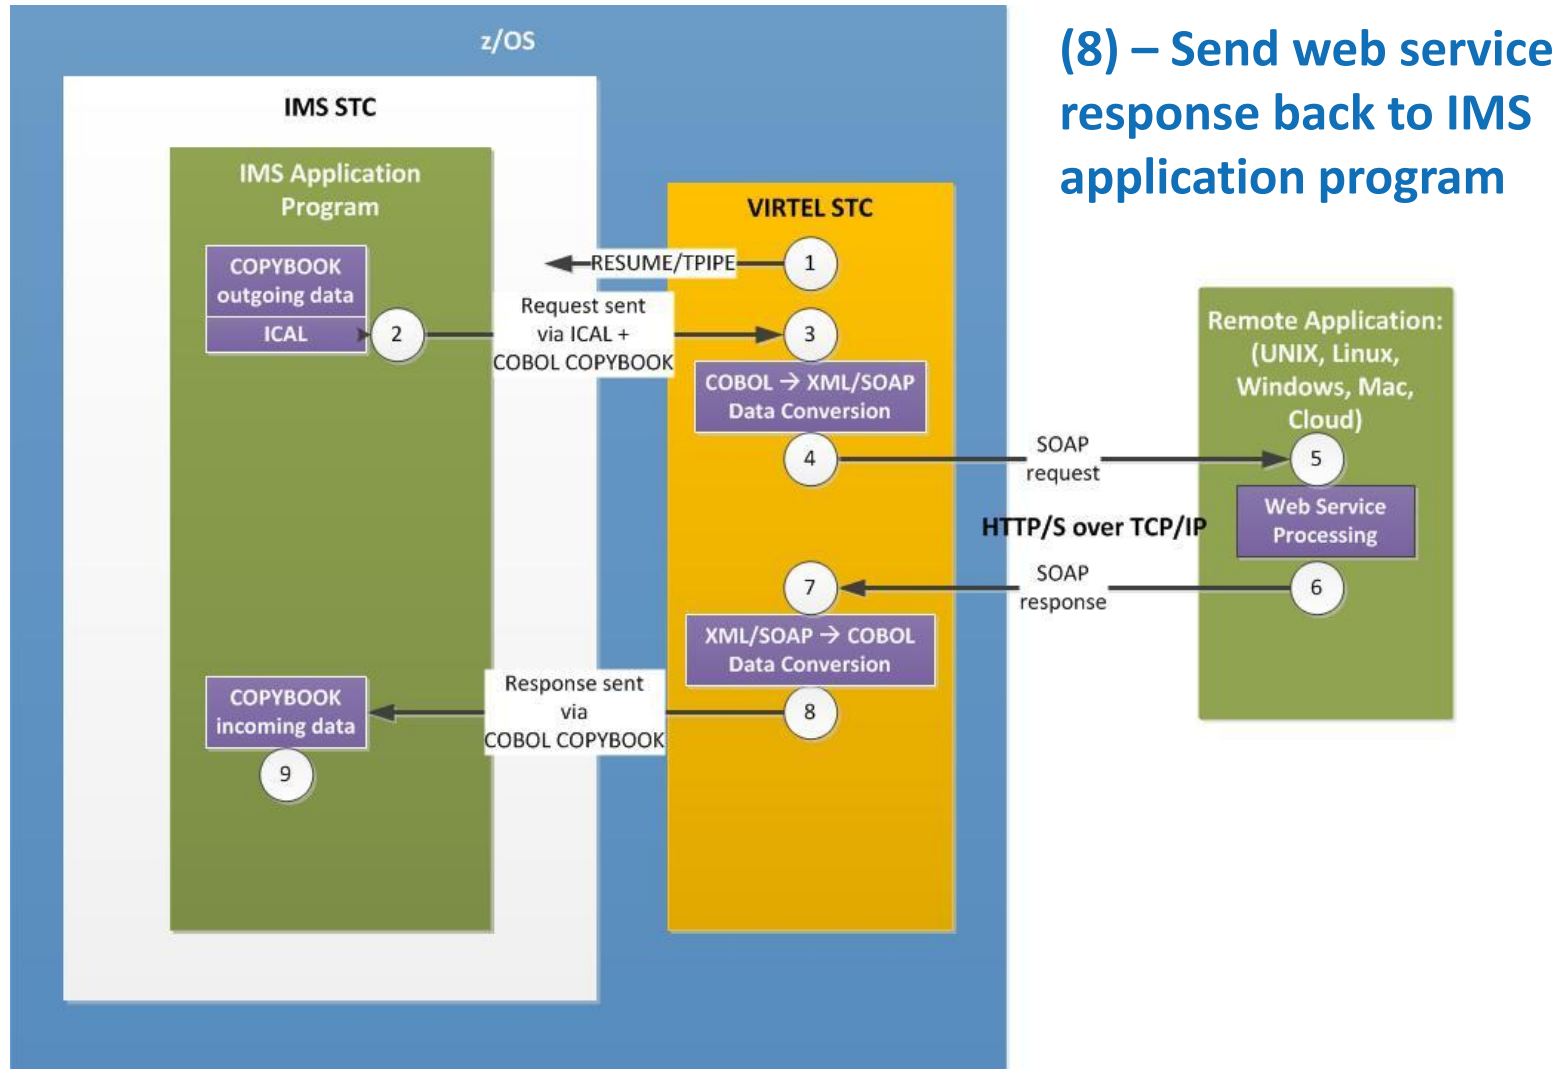 z/OS
(8) – Send web service
response back to IMS
application program
IMS STC
IMS Application
Program
VIRTEL STC
COPYBOOK
outgoing data
ICAL
RESUME/TPIPE
1
2
Request sent
via ICAL +
COBOL COPYBOOK
3
COBOL → XML/SOAP
Data Conversion
4
SOAP
request
Remote Application:
(UNIX, Linux,
Windows, Mac,
Cloud)
5
Web Service
Processing
HTTP/S over TCP/IP
6
SOAP
response
7
XML/SOAP → COBOL
Data Conversion
8
Response sent
via
COBOL COPYBOOK
COPYBOOK
incoming data
9